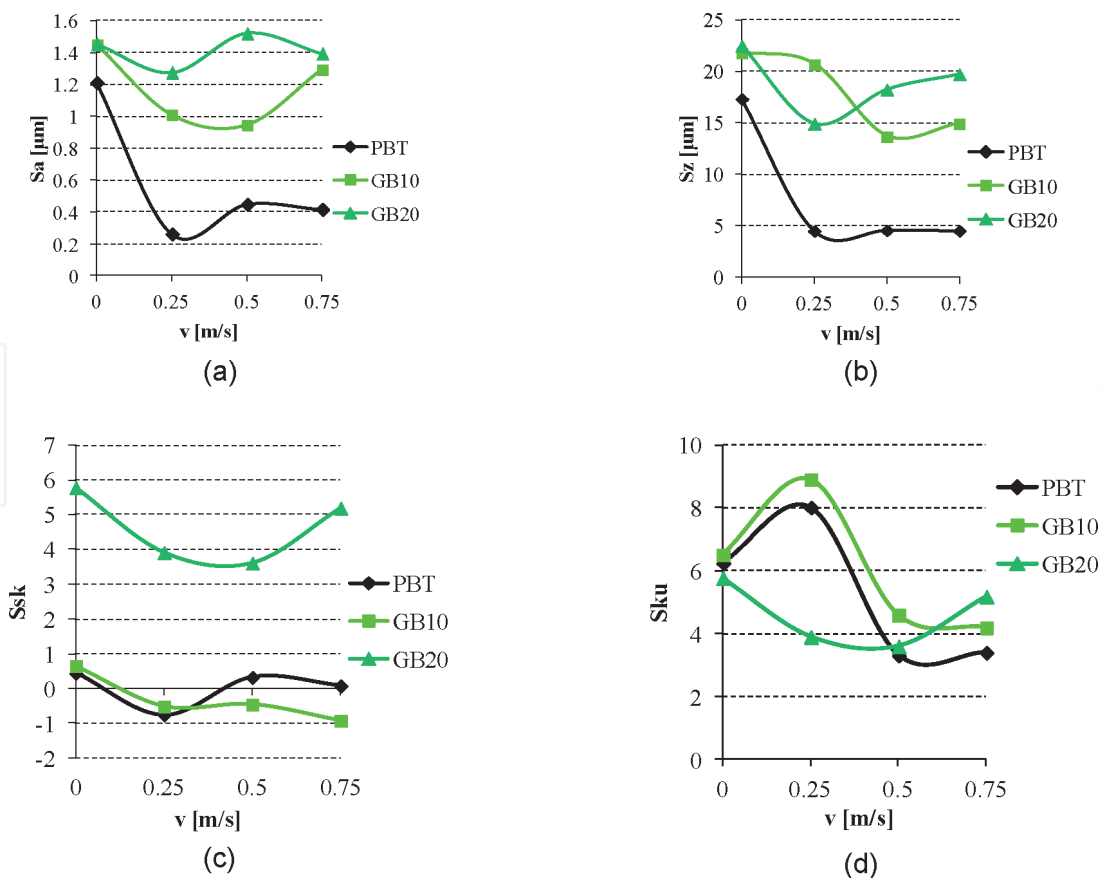 1.6
1.4
1.2
1
0.8
0.6
0.4
0.2
0
Sa [µm]
0 0.25 0.5 0.75
v [m/s]
PBT
GB10
GB20
(a)
25
20
15
10
5
0
Sz [µm]
0 0.25 0.5 0.75
v [m/s]
PBT
GB10
GB20
(b)
7
6
5
4
3
2
1
0
-1
-2
Ssk
0 0.25 0.5 0.75
v [m/s]
PBT
GB10
GB20
(c)
10
8
6
4
2
0
Sku
0 0.25 0.5 0.75
v [m/s]
PBT
GB10
GB20
(d)